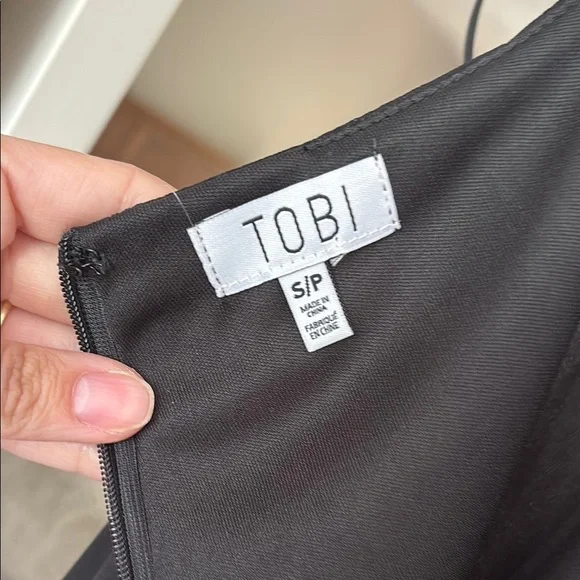 TOBI
S/P
MADE IN
CHINA
FABRIQUÉ
EN CHINE